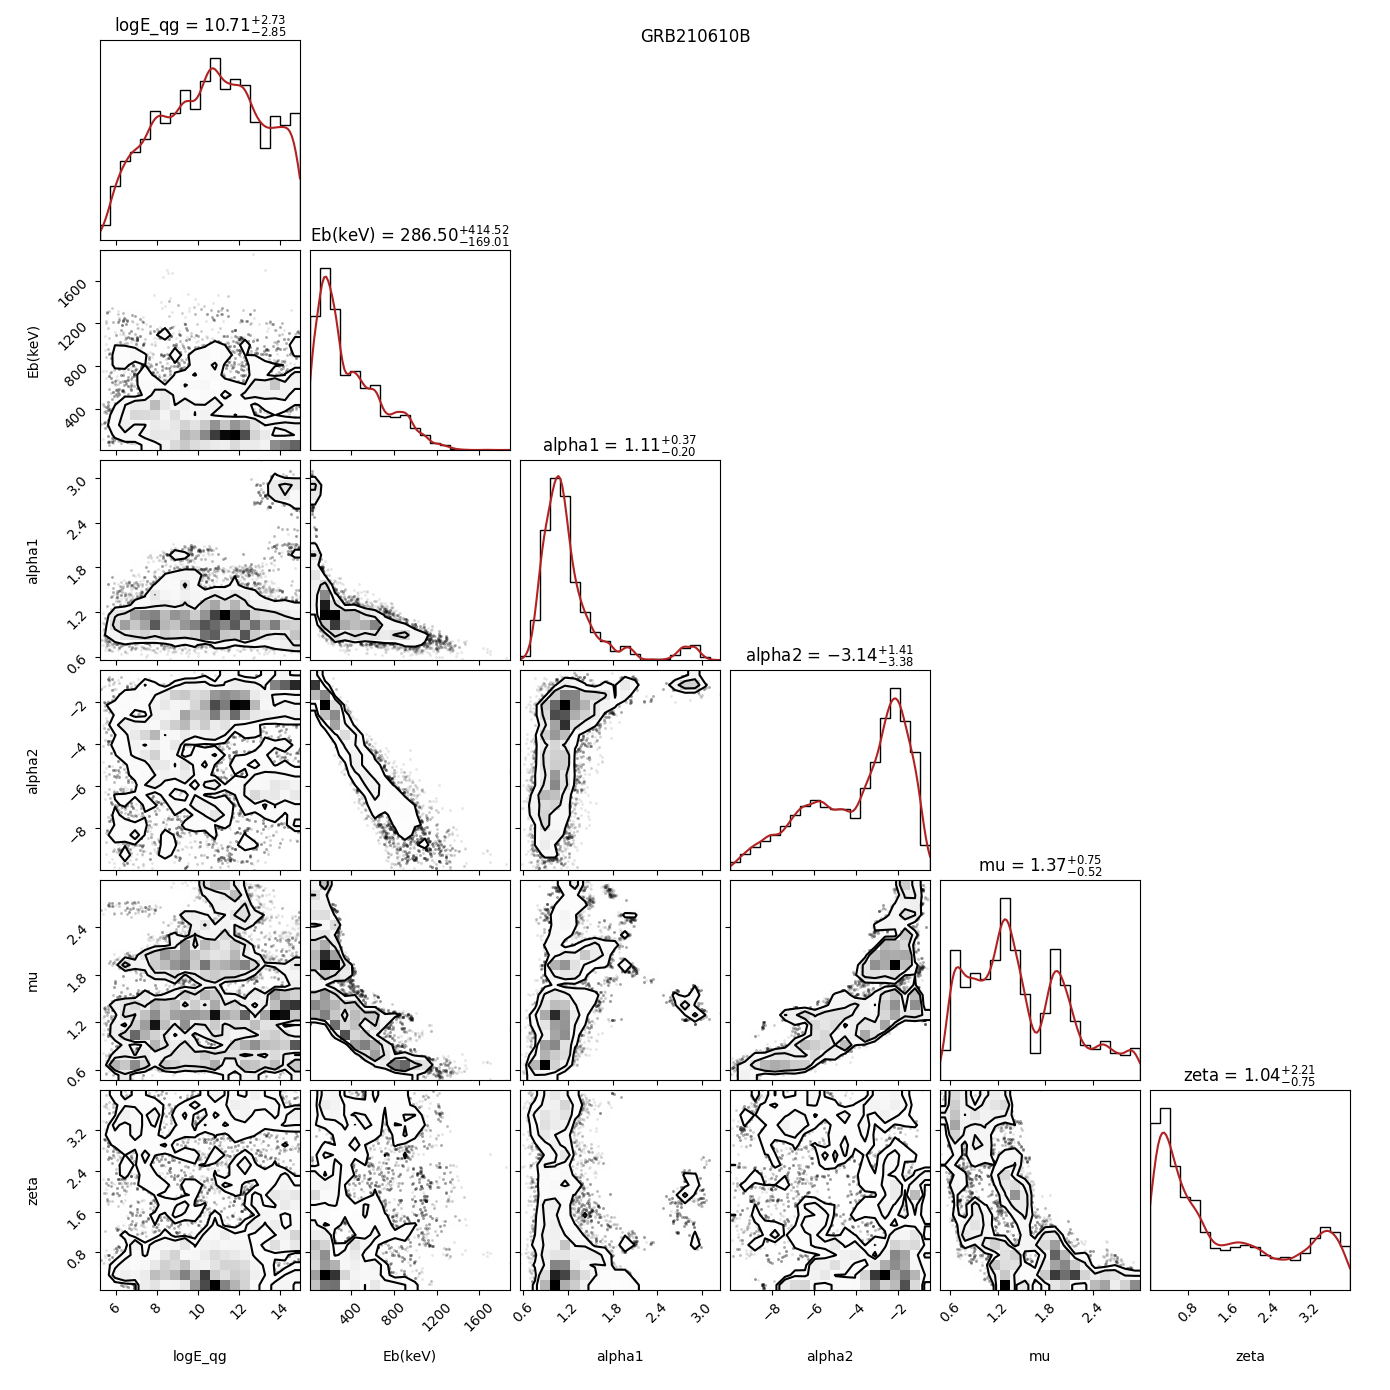 logE_qg = 10.71+2.73 −2.85
GRB210610B
Eb(keV) = 286.50+414.52 −169.01
1600
1200
800
400
Eb(keV)
alpha1 = 1.11+0.37 −0.20
3.0
2.4
1.8
1.2
0.6
alpha1
alpha2 = −3.14+1.41 −3.38
−2
−4
−6
−8
alpha2
mu = 1.37+0.75 −0.52
2.4
1.8
1.2
0.6
mu
zeta = 1.04+2.21 −0.75
3.2
2.4
1.6
0.8
zeta
6 8 10 12 14 400 800 1200 1600 0.6 1.2 1.8 2.4 3.0 −8 −6 −4 −2 0.6 1.2 1.8 2.4 0.8 1.6 2.4 3.2
logE_qg Eb(keV) alpha1 alpha2 mu zeta